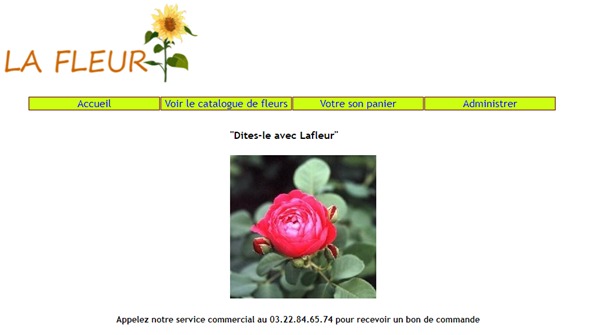 LA FLEUR
Accueil Voir le catalogue de fleurs Votre son panier Administrer
"Dites-le avec Lafleur"
Appelez notre service commercial au 03.22.84.65.74 pour recevoir un bon de commande